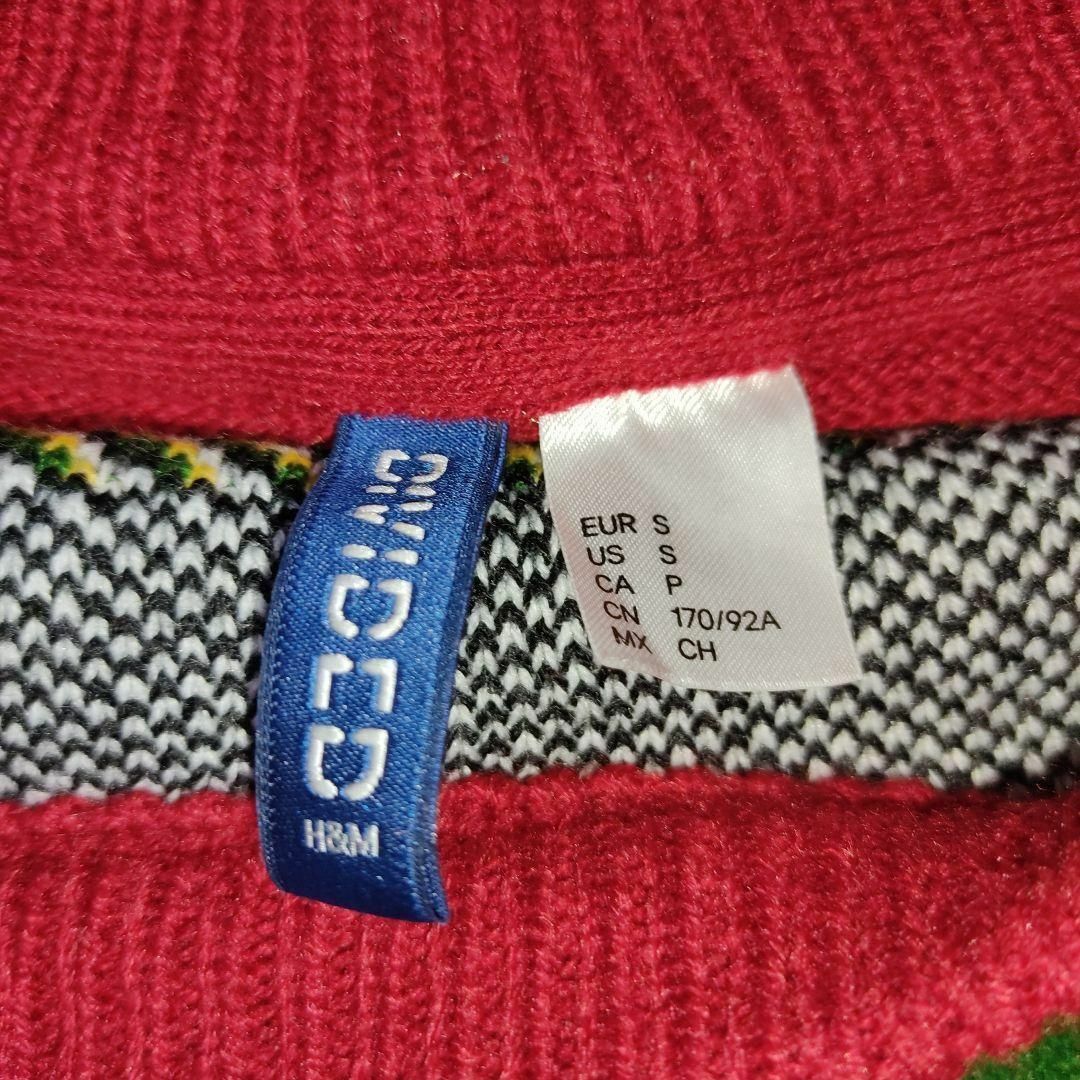 DIVIDED
H&M
EUR S
US S
CA P
CN 170/92A
MX CH